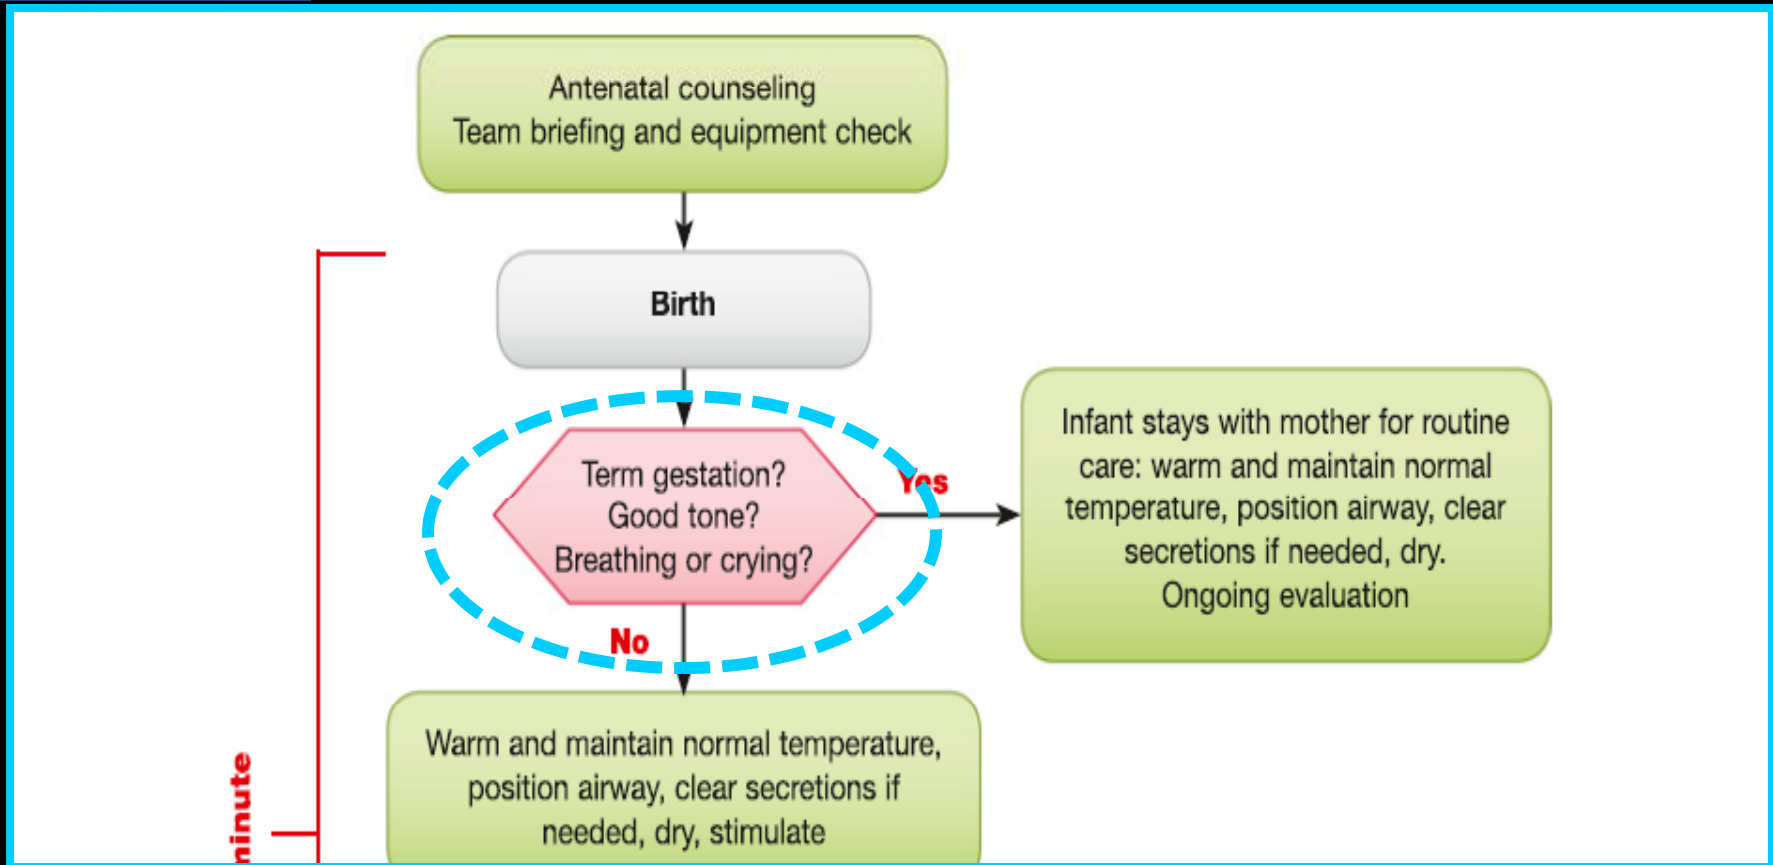 Antenatal counseling
Team briefing and equipment check
Birth
Term gestation?
Good tone?
Breathing or crying?
Yes
Infant stays with mother for routine
care: warm and maintain normal
temperature, position airway, clear
secretions if needed, dry.
Ongoing evaluation
No
Warm and maintain normal temperature,
position airway, clear secretions if
needed, dry, stimulate
minute